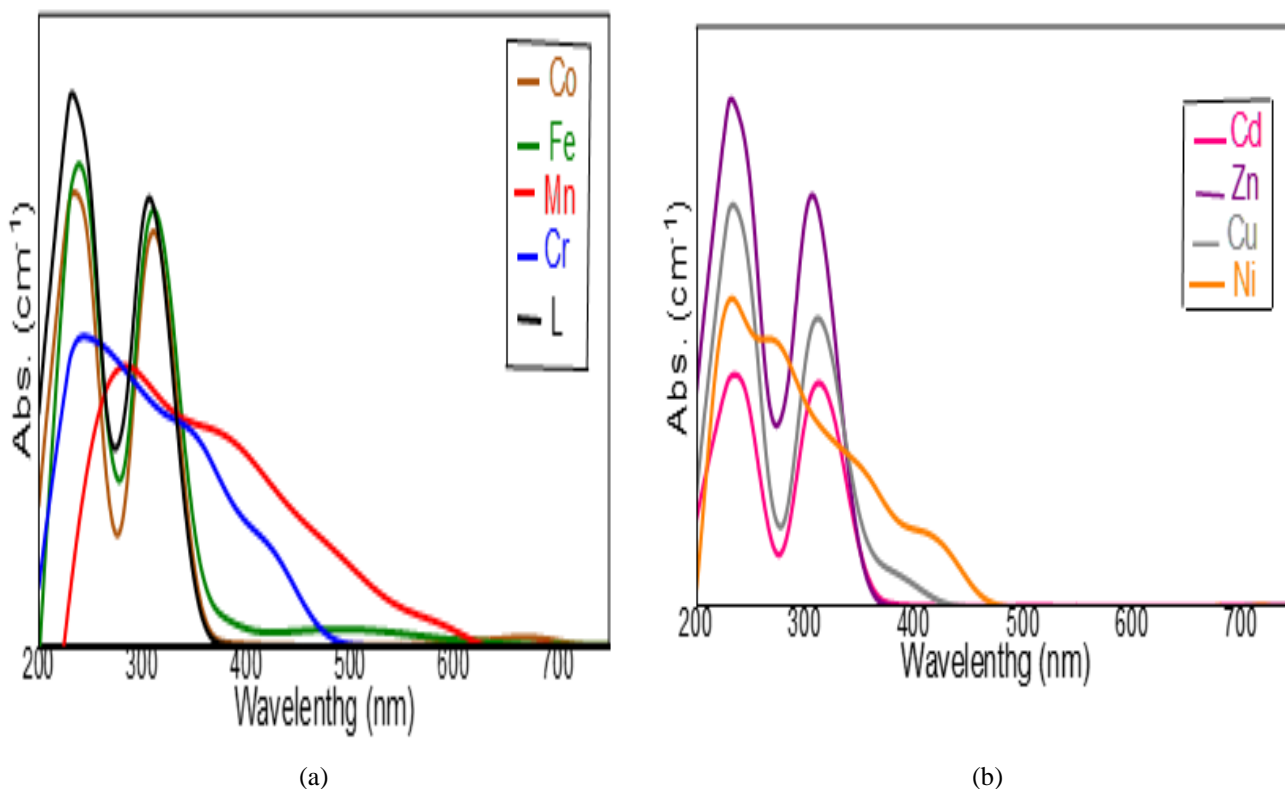 Co
Fe
Mn
Cr
L
Abs. (cm⁻¹)
200 300 400 500 600 700
Wavelenthg (nm)
(a)
Cd
Zn
Cu
Ni
Abs. (cm⁻¹)
200 300 400 500 600 700
Wavelenthg (nm)
(b)